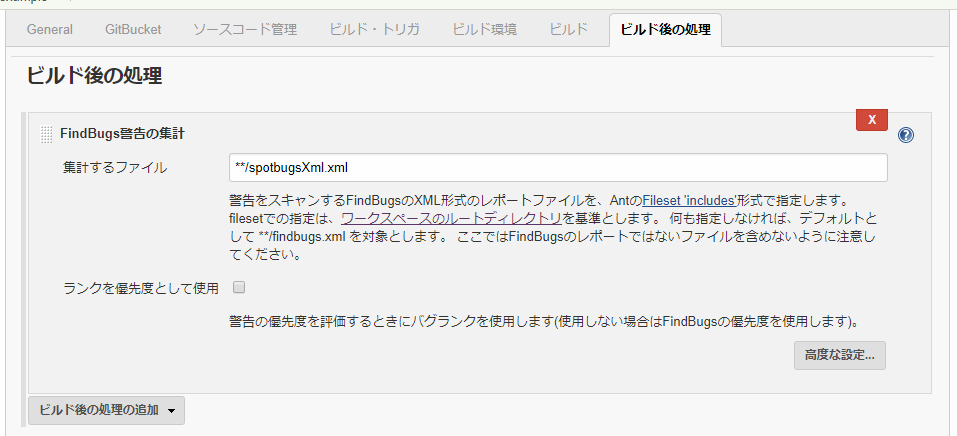 General GitBucket ソースコード管理 ビルド・トリガ ビルド環境 ビルド ビルド後の処理
ビルド後の処理
X
FindBugs警告の集計
集計するファイル **/spotbugsXml.xml
警告をスキャンするFindBugsのXML形式のレポートファイルを、AntのFileset 'includes'形式で指定します。
filesetでの指定は、ワークスペースのルートディレクトリを基準とします。 何も指定しなければ、デフォルトと
して **/findbugs.xml を対象とします。 ここではFindBugsのレポートではないファイルを含めないように注意し
てください。
ランクを優先度として使用
警告の優先度を評価するときにバグランクを使用します(使用しない場合はFindBugsの優先度を使用します)。
高度な設定...
ビルド後の処理の追加